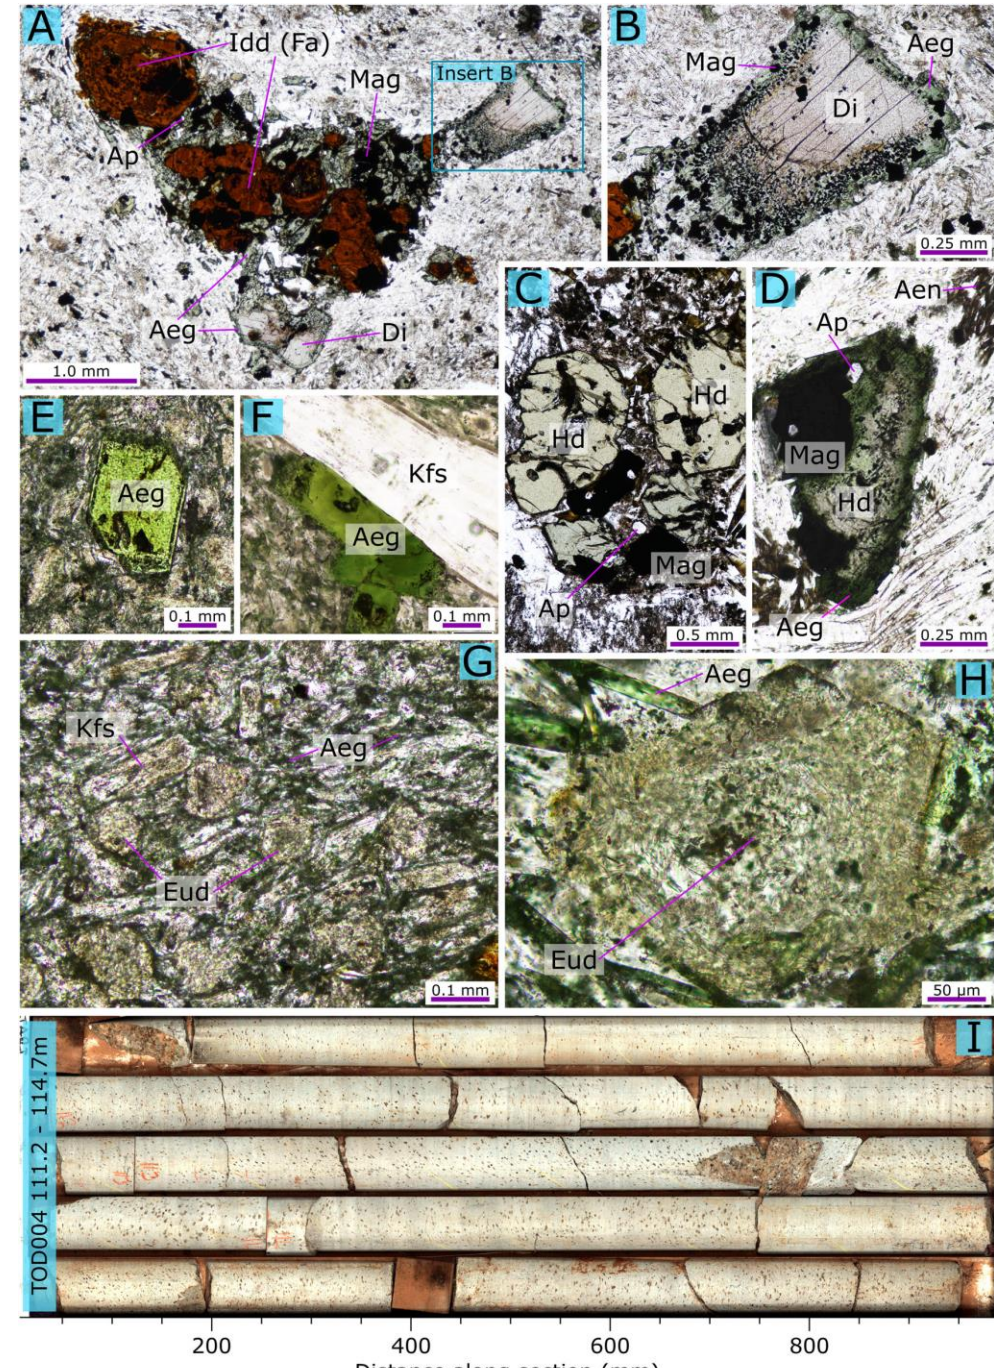 A
Idd (Fa)
Mag
Insert B
Ap
Aeg
Di
1.0 mm
B
Mag
Aeg
Di
0.25 mm
C
Hd
Hd
Mag
Ap
0.5 mm
D
Aen
Ap
Mag
Hd
Aeg
0.25 mm
E
Aeg
0.1 mm
F
Kfs
Aeg
0.1 mm
G
Kfs
Aeg
Eud
0.1 mm
H
Aeg
Eud
50 µm
I
TOD004 111.2 - 114.7m
200 400 600 800
Distance along section (mm)